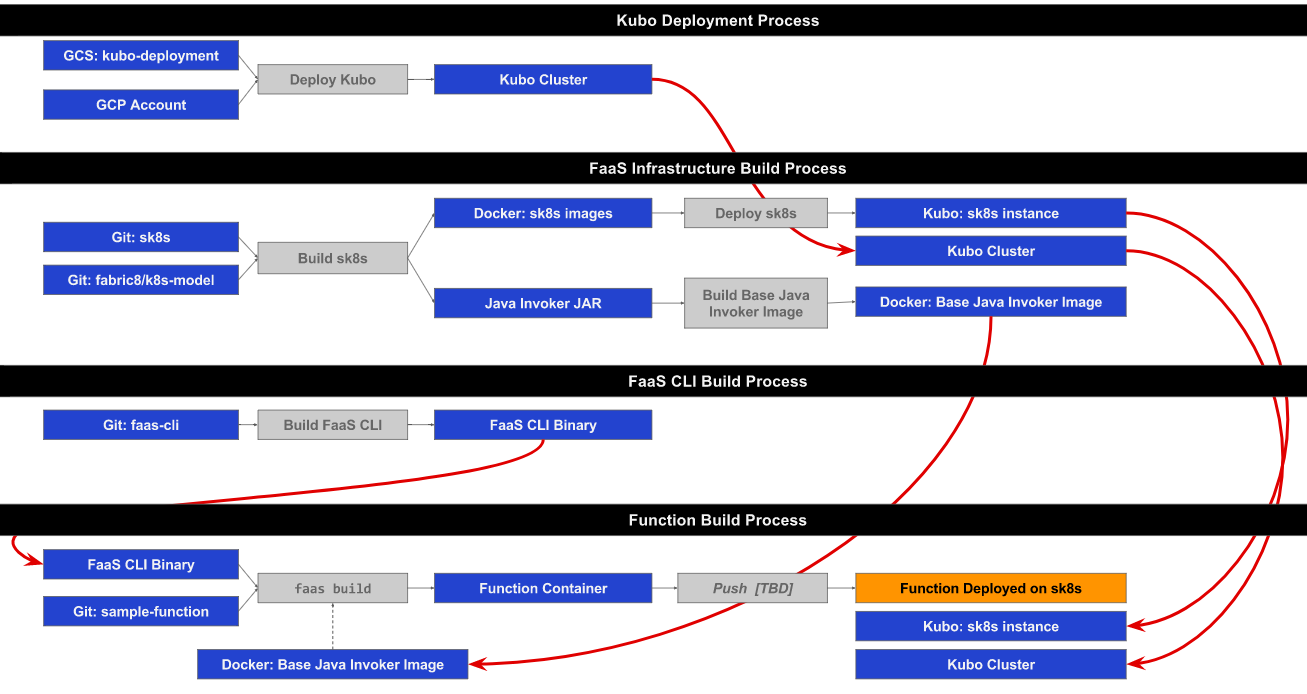 Kubo Deployment Process
GCS: kubo-deployment
GCP Account
Deploy Kubo
Kubo Cluster
FaaS Infrastructure Build Process
Git: sk8s
Git: fabric8/k8s-model
Build sk8s
Docker: sk8s images
Deploy sk8s
Kubo: sk8s instance
Kubo Cluster
Java Invoker JAR
Build Base Java
Invoker Image
Docker: Base Java Invoker Image
FaaS CLI Build Process
Git: faas-cli
Build FaaS CLI
FaaS CLI Binary
Function Build Process
FaaS CLI Binary
Git: sample-function
faas build
Function Container
Push [TBD]
Function Deployed on sk8s
Kubo: sk8s instance
Docker: Base Java Invoker Image
Kubo Cluster